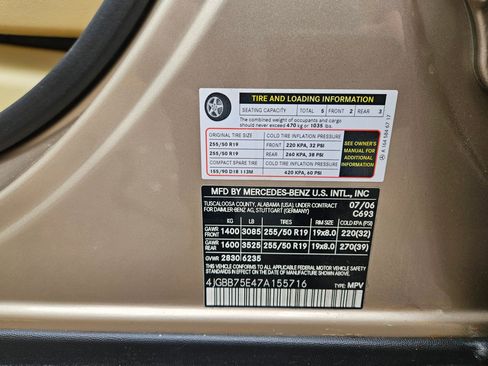 TIRE AND LOADING INFORMATION
SEATING CAPACITY TOTAL 5 FRONT 2 REAR 3
The combined weight of occupants and cargo
should never exceed 470 kg or 1035 lbs.
ORIGINAL TIRE SIZE COLD TIRE INFLATION PRESSURE
255/50 R19 FRONT 220 KPA, 32 PSI
255/50 R19 REAR 260 KPA, 38 PSI
COMPACT SPARE TIRE COLD TIRE INFLATION PRESSURE
155/90 D18 113M 420 KPA, 60 PSI
SEE OWNER'S
MANUAL FOR
ADDITIONAL
INFORMATION
A 164 584 67 17
MFD BY MERCEDES-BENZ U.S. INTL., INC
TUSCALOOSA COUNTY, ALABAMA (USA) UNDER CONTRACT
FOR DAIMLER-BENZ AG, STUTTGART (GERMANY)
07/06
C693
KG LB TIRES RIMS COLD KPA(PSI)
GAWR FRONT 1400 3085 255/50 R19 19x8.0 220(32)
GAWR REAR 1600 3525 255/50 R19 19x8.0 270(39)
GVWR 2830 6235
THIS VEHICLE CONFORMS TO ALL APPLICABLE FEDERAL MOTOR
VEHICLE SAFETY STANDARDS IN EFFECT ON THE DATE OF
MANUFACTURE SHOWN ABOVE.
4JGBB75E47A155716
TYPE: MPV